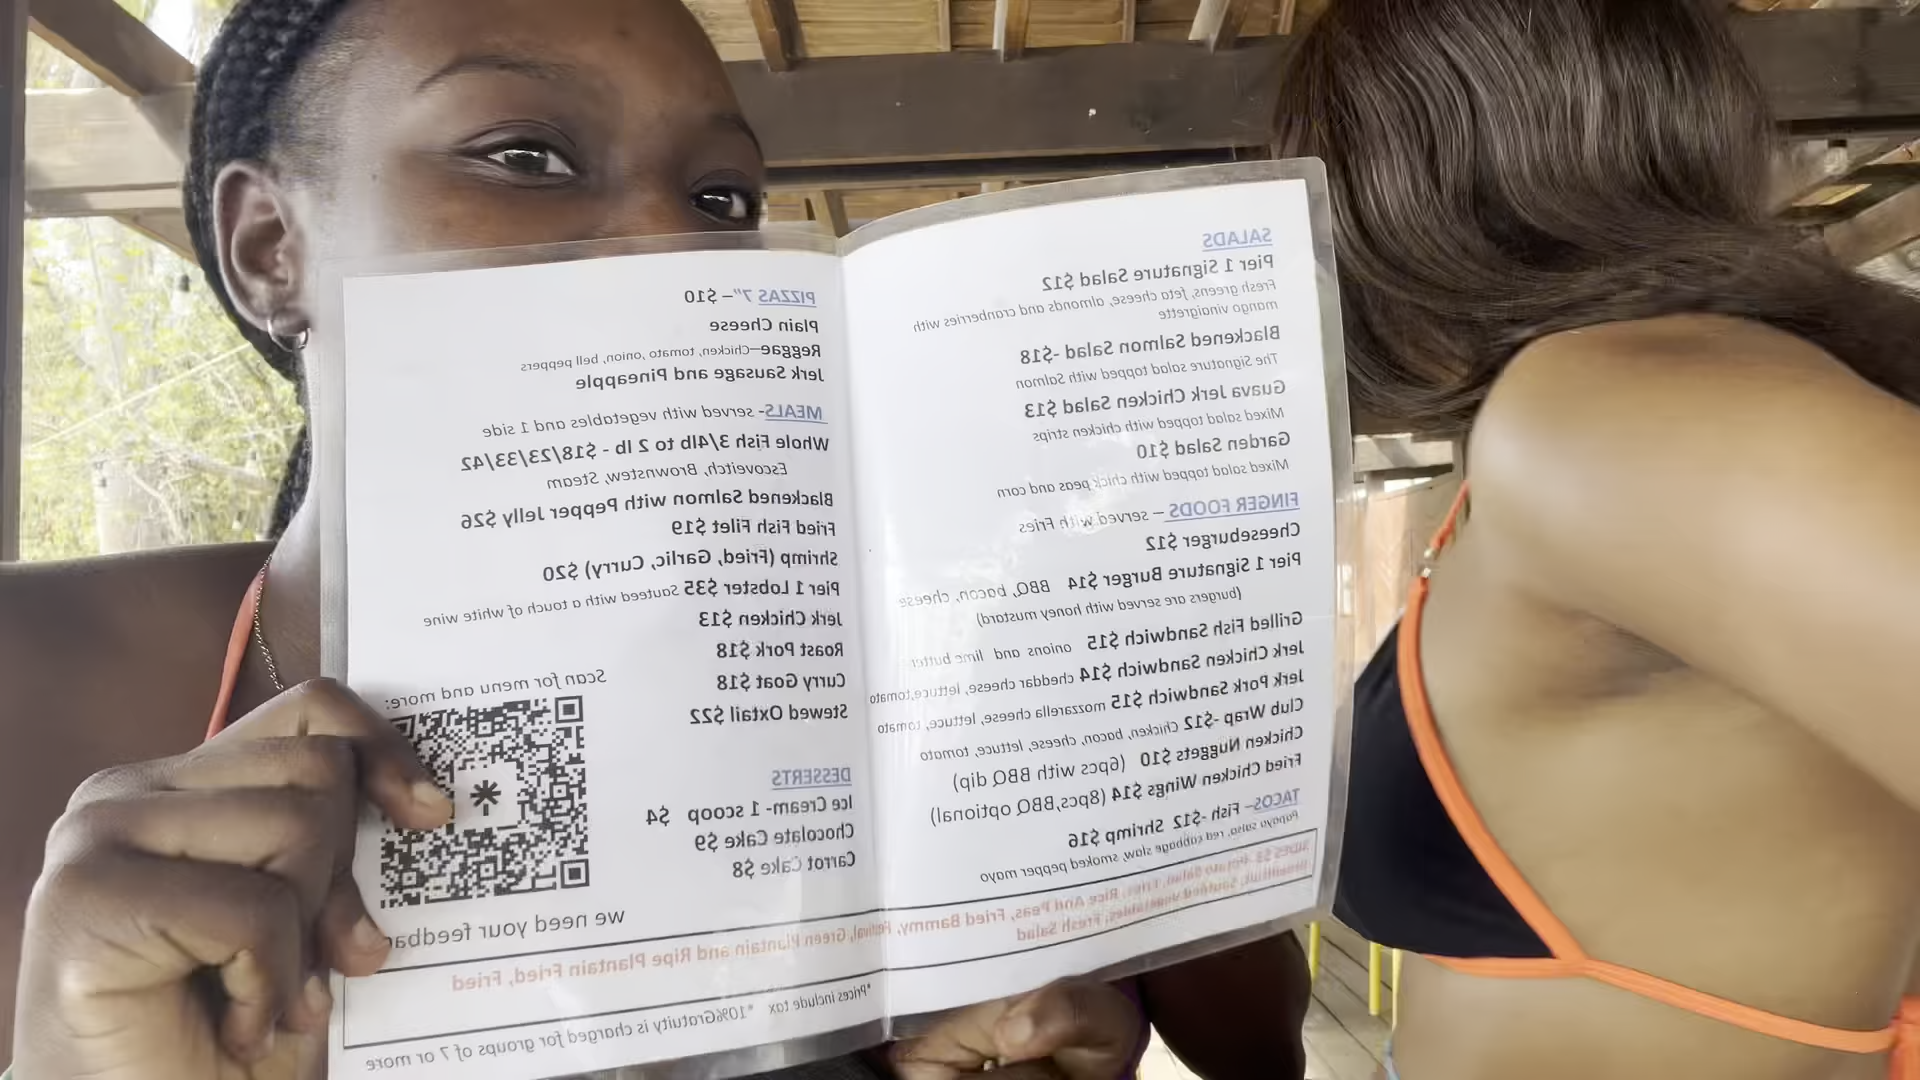 SALADS
Pier 1 Signature Salad $12
Fresh greens, feta cheese, almonds and cranberries with
mango vinaigrette
Blackened Salmon Salad -$18
The Signature salad topped with Salmon
Guava Jerk Chicken Salad $13
Mixed salad topped with chicken strips
Garden Salad $10
Mixed salad topped with chick peas and corn
FINGER FOODS – served with Fries
Cheeseburger $12
Pier 1 Signature Burger $14 BBQ, bacon, cheese
(burgers are served with honey mustard)
Grilled Fish Sandwich $15 onions and lime butter
Jerk Chicken Sandwich $14 cheddar cheese, lettuce,tomato
Jerk Pork Sandwich $15 mozzarella cheese, lettuce, tomato
Club Wrap -$12 chicken, bacon, cheese, lettuce, tomato
Chicken Nuggets $10 (6pcs with BBQ dip)
Fried Chicken Wings $14 (8pcs,BBQ optional)
TACOS– Fish -$12 Shrimp $16
Papaya salsa, red cabbage slaw, smoked pepper mayo
SIDES $3 -Potato Salad, Fries, Rice And Peas, Fried Bammy, Festival, Green Plantain and Ripe Plantain Fried, Fried
Breadfruit, Sauteed Vegetables, Fresh Salad
PIZZAS 7"– $10
Plain Cheese
Reggae—Chicken, tomato, onion, bell peppers
Jerk Sausage and Pineapple
MEALS- served with vegetables and 1 side
Whole Fish 3/4lb to 2 lb - $18/23/33/42
Escoveitch, Brownstew, Steam
Blackened Salmon with Pepper Jelly $26
Fried Fish Filet $19
Shrimp (Fried, Garlic, Curry) $20
Pier 1 Lobster $35 Sauteed with a touch of white wine
Jerk Chicken $13
Roast Pork $18
Curry Goat $18
Stewed Oxtail $22
Scan for menu and more:
DESSERTS
Ice Cream- 1 scoop $4
Chocolate Cake $9
Carrot Cake $8
we need your feedbac
*Prices include tax *10%Gratuity is charged for groups of 7 or more